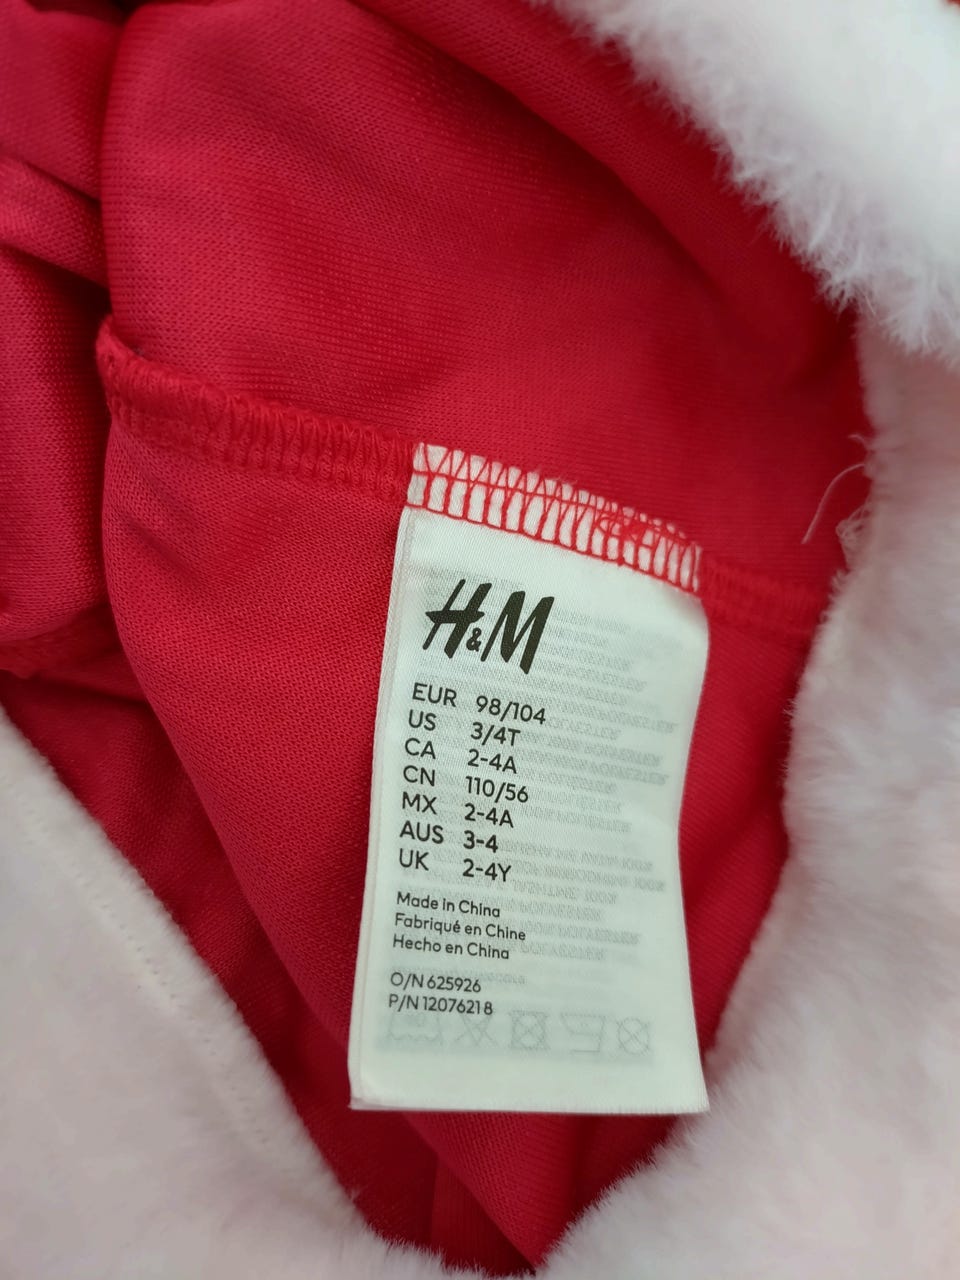 H&M
EUR 98/104
US 3/4T
CA 2-4A
CN 110/56
MX 2-4A
AUS 3-4
UK 2-4Y
Made in China
Fabriqué en Chine
Hecho en China
O/N 625926
P/N 12076218